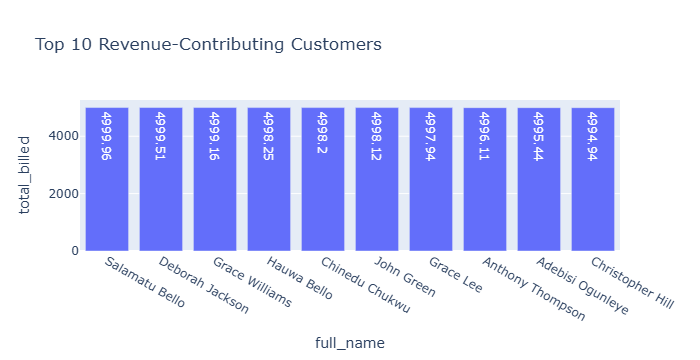 Top 10 Revenue-Contributing Customers
total_billed
4000
2000
0
4999.96
4999.51
4999.16
4998.25
4998.2
4998.12
4997.94
4996.11
4995.44
4994.94
Salamatu Bello
Deborah Jackson
Grace Williams
Hauwa Bello
Chinedu Chukwu
John Green
Grace Lee
Anthony Thompson
Adebisi Ogunleye
Christopher Hill
full_name